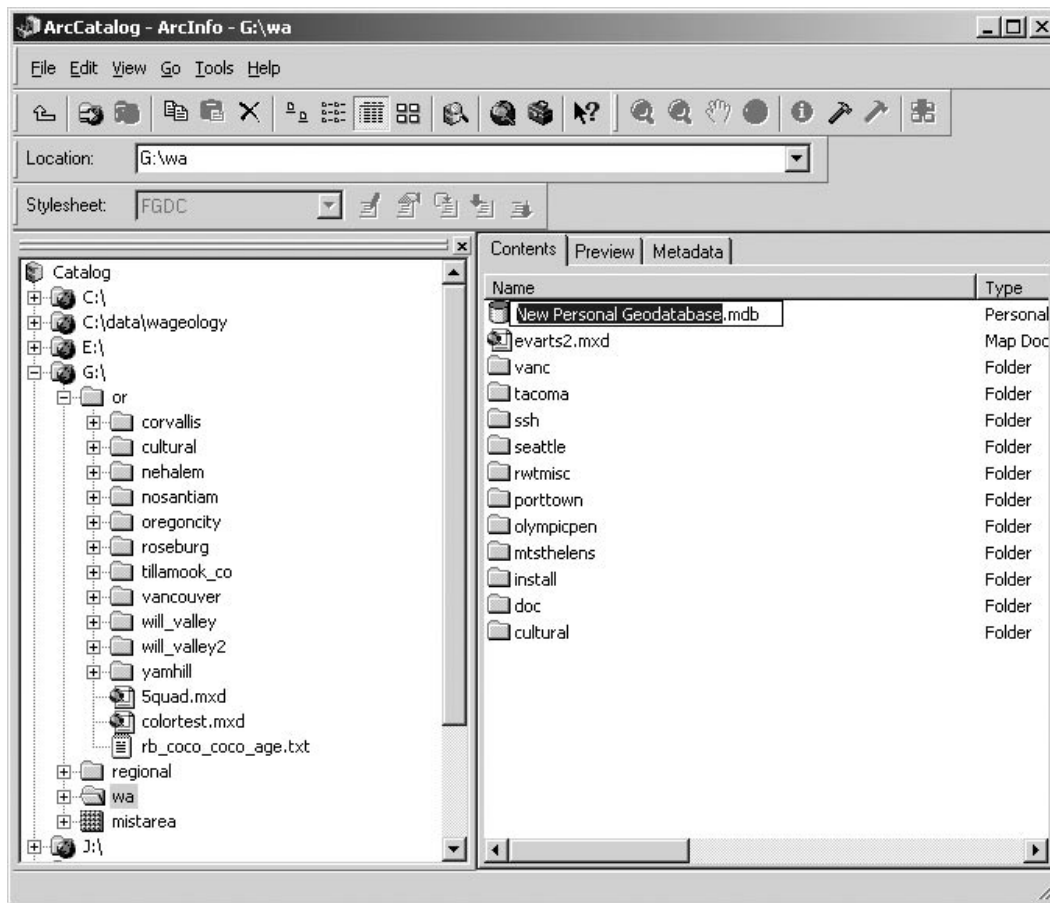 ArcCatalog - ArcInfo - G:\wa
File Edit View Go Tools Help
Location: G:\wa
Stylesheet: FGDC
Catalog
C:\
C:\data\wageology
E:\
G:\
or
corvallis
cultural
nehalem
nosantiam
oregoncity
roseburg
tillamook_co
vancouver
will_valley
will_valley2
yamhill
5quad.mxd
colortest.mxd
rb_coco_coco_age.txt
regional
wa
mistarea
J:\
Contents Preview Metadata
Name Type
New Personal Geodatabase.mdb Personal
evarts2.mxd Map Doc
vanc Folder
tacoma Folder
ssh Folder
seattle Folder
rwtmisc Folder
porttown Folder
olympicpen Folder
mtsthelens Folder
install Folder
doc Folder
cultural Folder